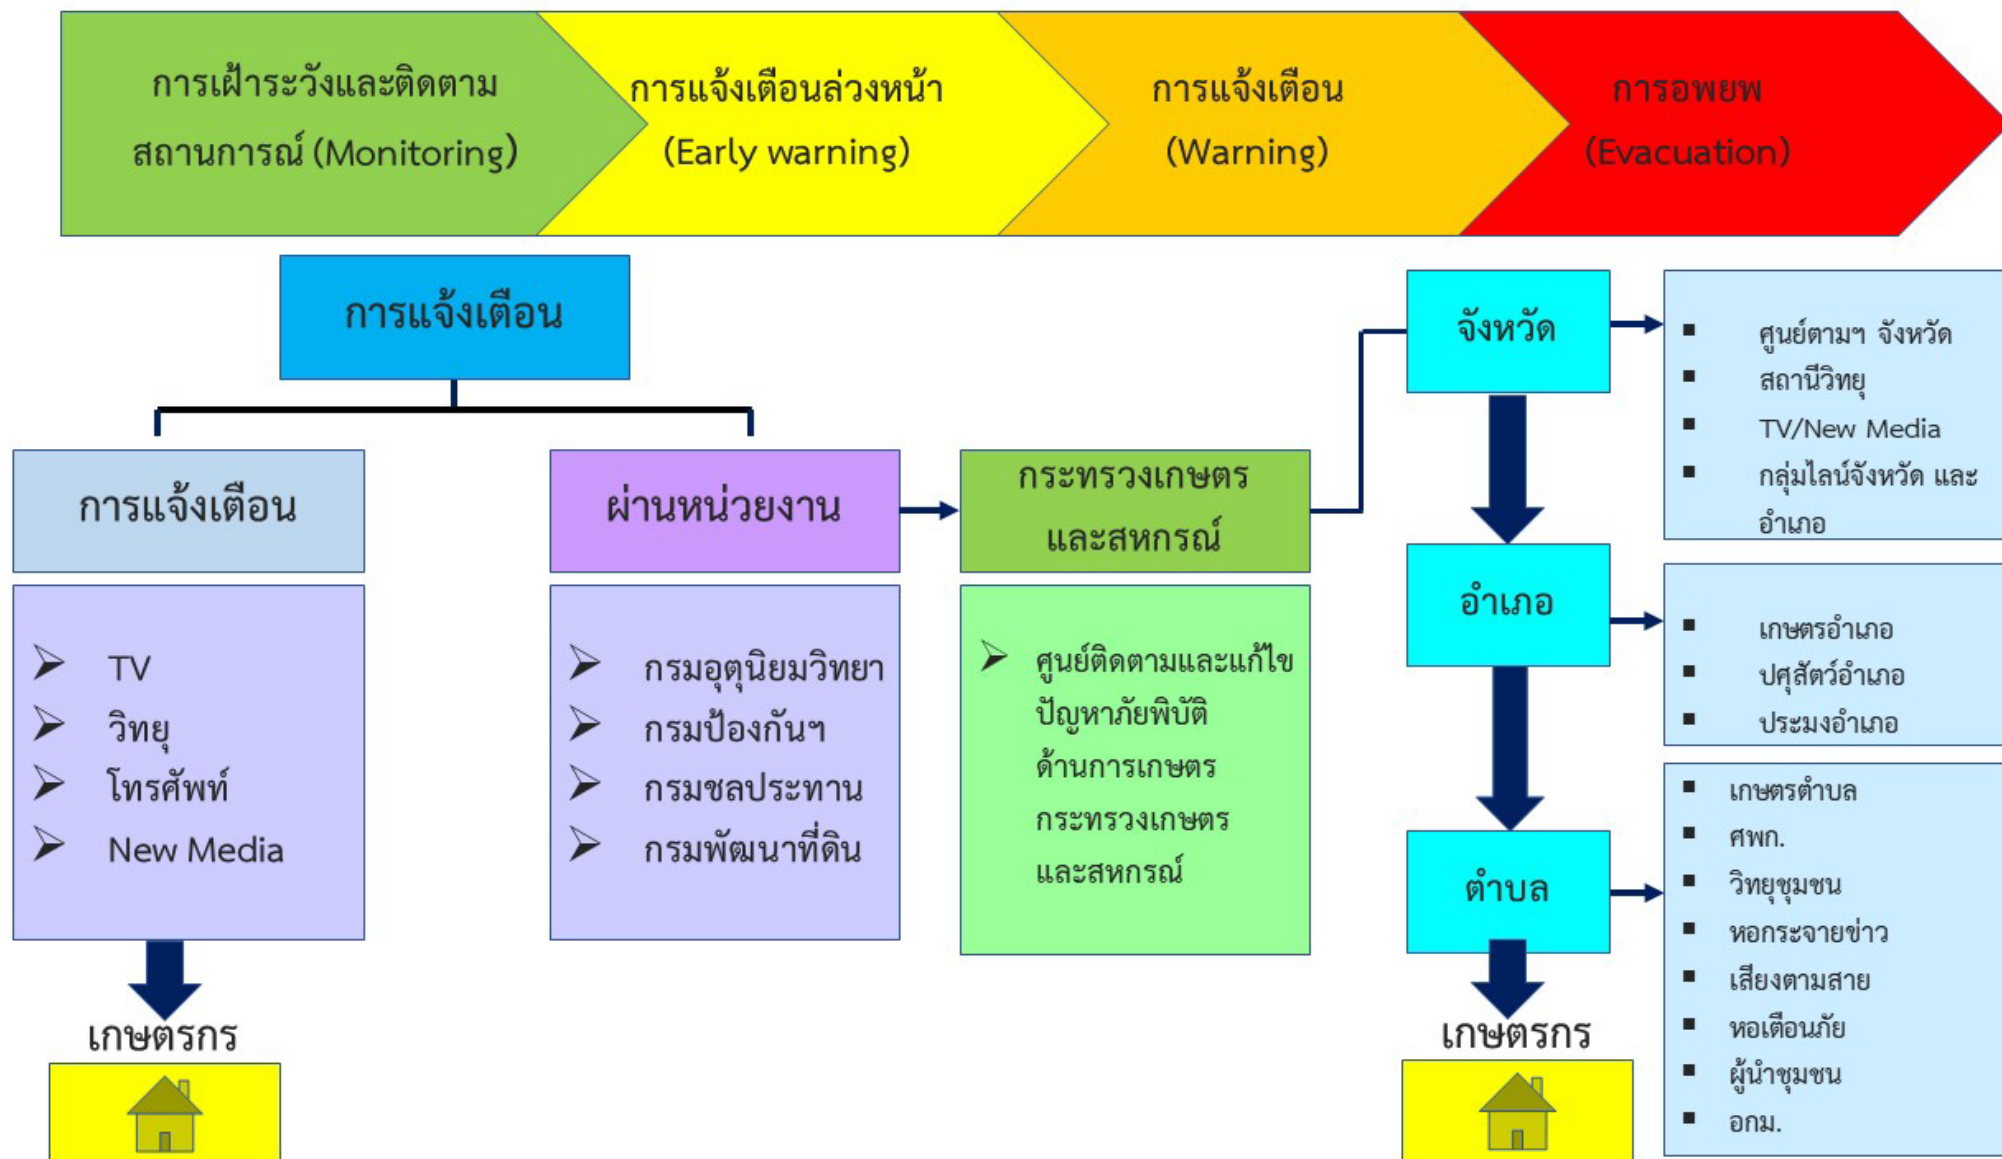 การเฝ้าระวังและติดตาม
สถานการณ์ (Monitoring)
การแจ้งเตือนล่วงหน้า
(Early warning)
การแจ้งเตือน
(Warning)
การอพยพ
(Evacuation)
การแจ้งเตือน
การแจ้งเตือน
TV
วิทยุ
โทรศัพท์
New Media
เกษตรกร
ผ่านหน่วยงาน
กรมอุตุนิยมวิทยา
กรมป้องกันฯ
กรมชลประทาน
กรมพัฒนาที่ดิน
กระทรวงเกษตร
และสหกรณ์
ศูนย์ติดตามและแก้ไข
ปัญหาภัยพิบัติ
ด้านการเกษตร
กระทรวงเกษตร
และสหกรณ์
จังหวัด
ศูนย์ตามฯ จังหวัด
สถานีวิทยุ
TV/New Media
กลุ่มไลน์จังหวัด และ
อำเภอ
อำเภอ
เกษตรอำเภอ
ปศุสัตว์อำเภอ
ประมงอำเภอ
ตำบล
เกษตรตำบล
ศพก.
วิทยุชุมชน
หอกระจายข่าว
เสียงตามสาย
หอเตือนภัย
ผู้นำชุมชน
อกม.
เกษตรกร